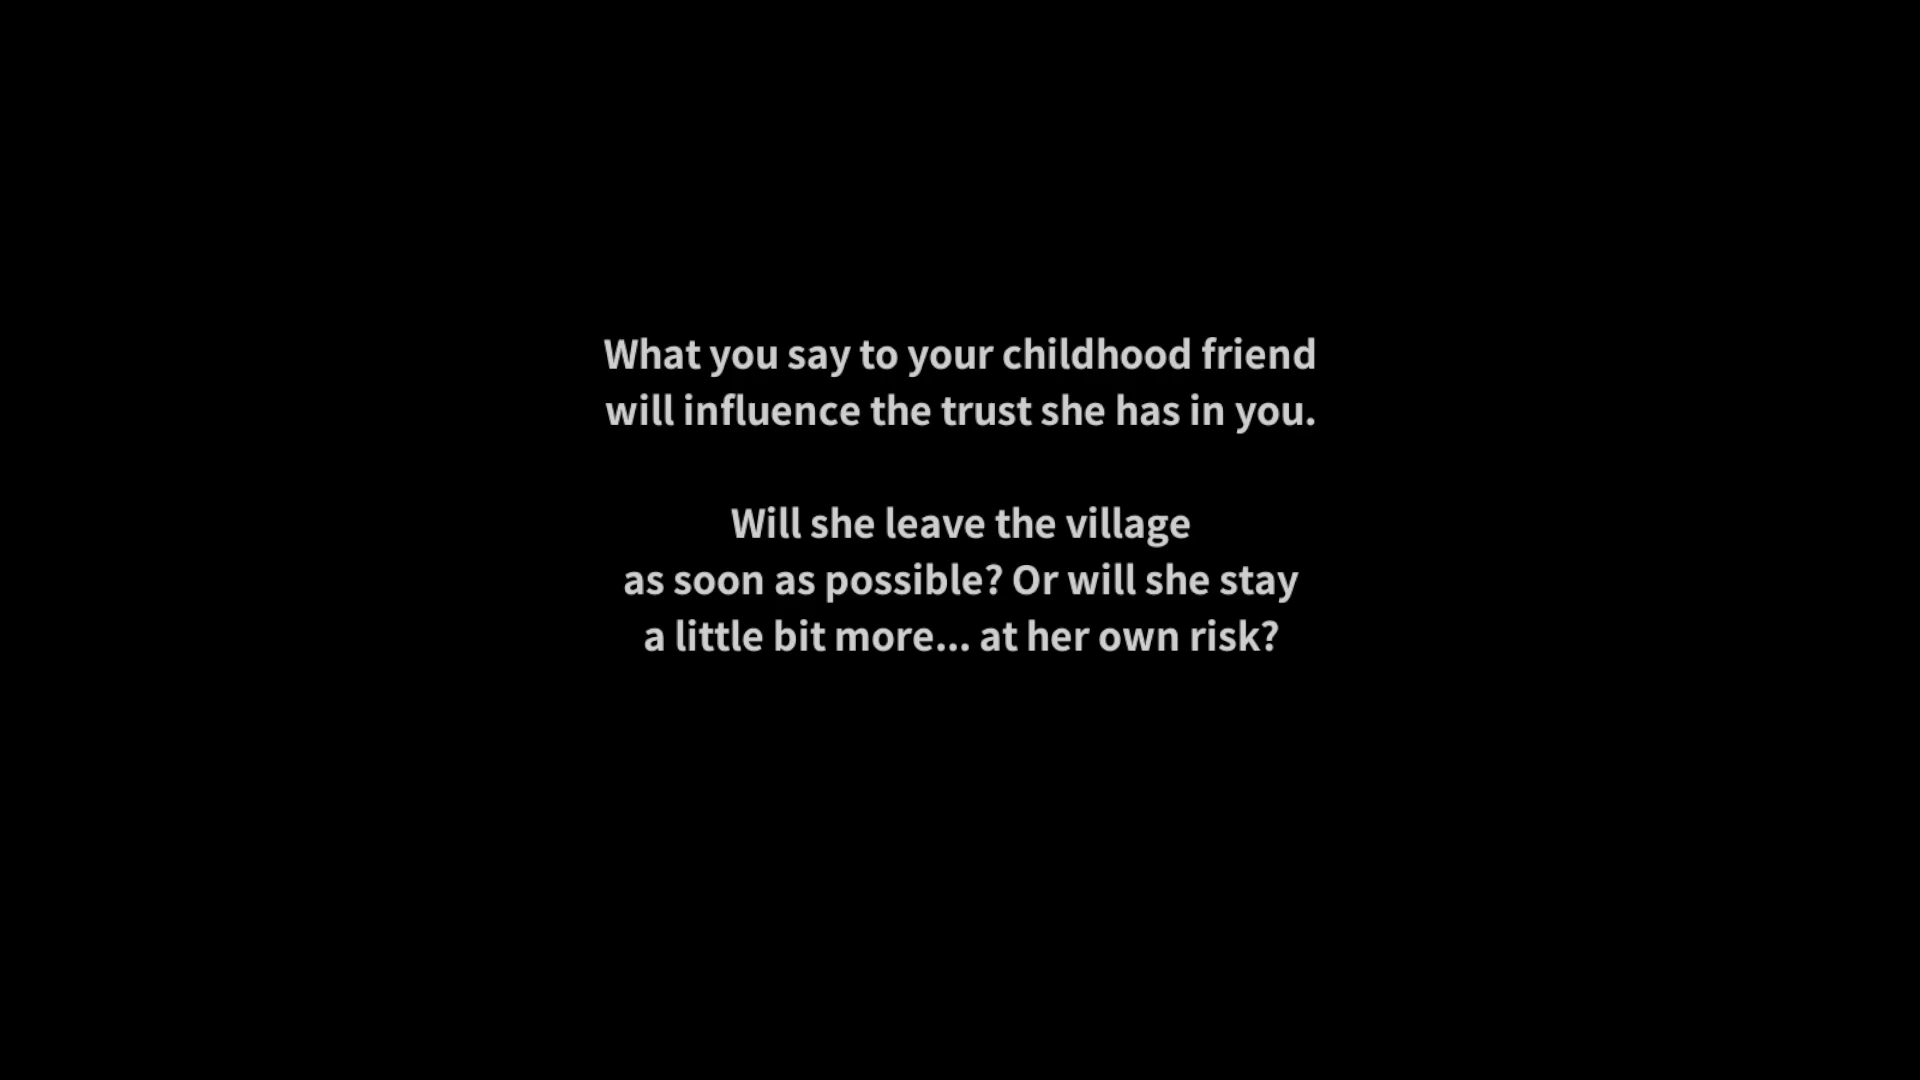 What you say to your childhood friend
will influence the trust she has in you.
Will she leave the village
as soon as possible? Or will she stay
a little bit more... at her own risk?